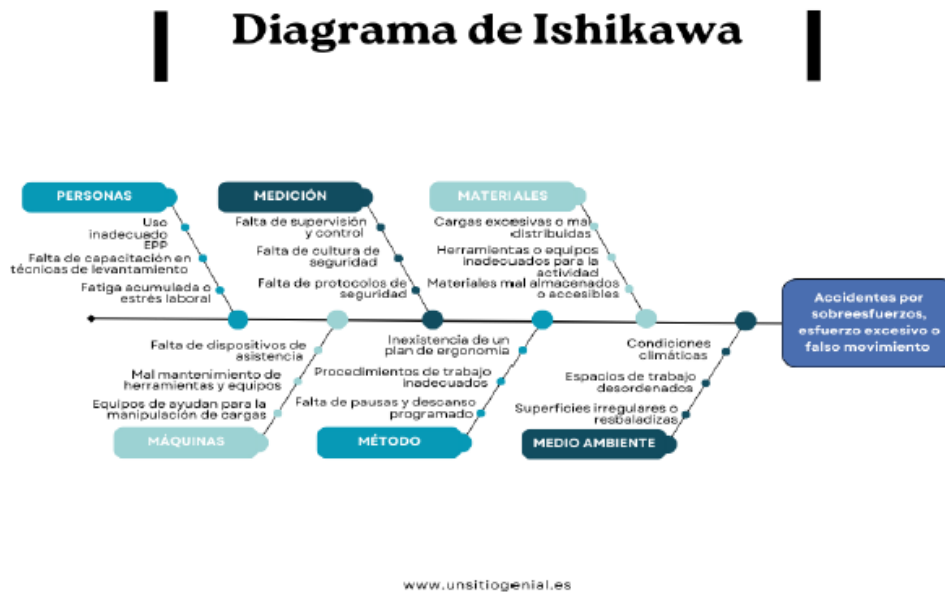 Diagrama de Ishikawa
PERSONAS
Uso
inadecuado
EPP
Falta de capacitación en
técnicas de levantamiento
Fatiga acumulada o
estrés laboral
MEDICIÓN
Falta de supervisión
y control
Falta de cultura de
seguridad
Falta de protocolos de
seguridad
MATERIALES
Cargas excesivas o mal
distribuidas
Herramientas o equipos
inadecuados para la
actividad
Materiales mal almacenados
o accesibles
Accidentes por
sobreesfuerzos,
esfuerzo excesivo o
falso movimiento
Falta de dispositivos de
asistencia
Mal mantenimiento de
herramientas y equipos
Equipos de ayudan para la
manipulación de cargas
MÁQUINAS
Inexistencia de un
plan de ergonomia
Procedimientos de trabajo
inadecuados
Falta de pausas y descanso
programado
MÉTODO
Condiciones
climáticas
Espacios de trabajo
desordenados
Superficies irregulares o
resbaladizas
MEDIO AMBIENTE
www.unsitiogenial.es